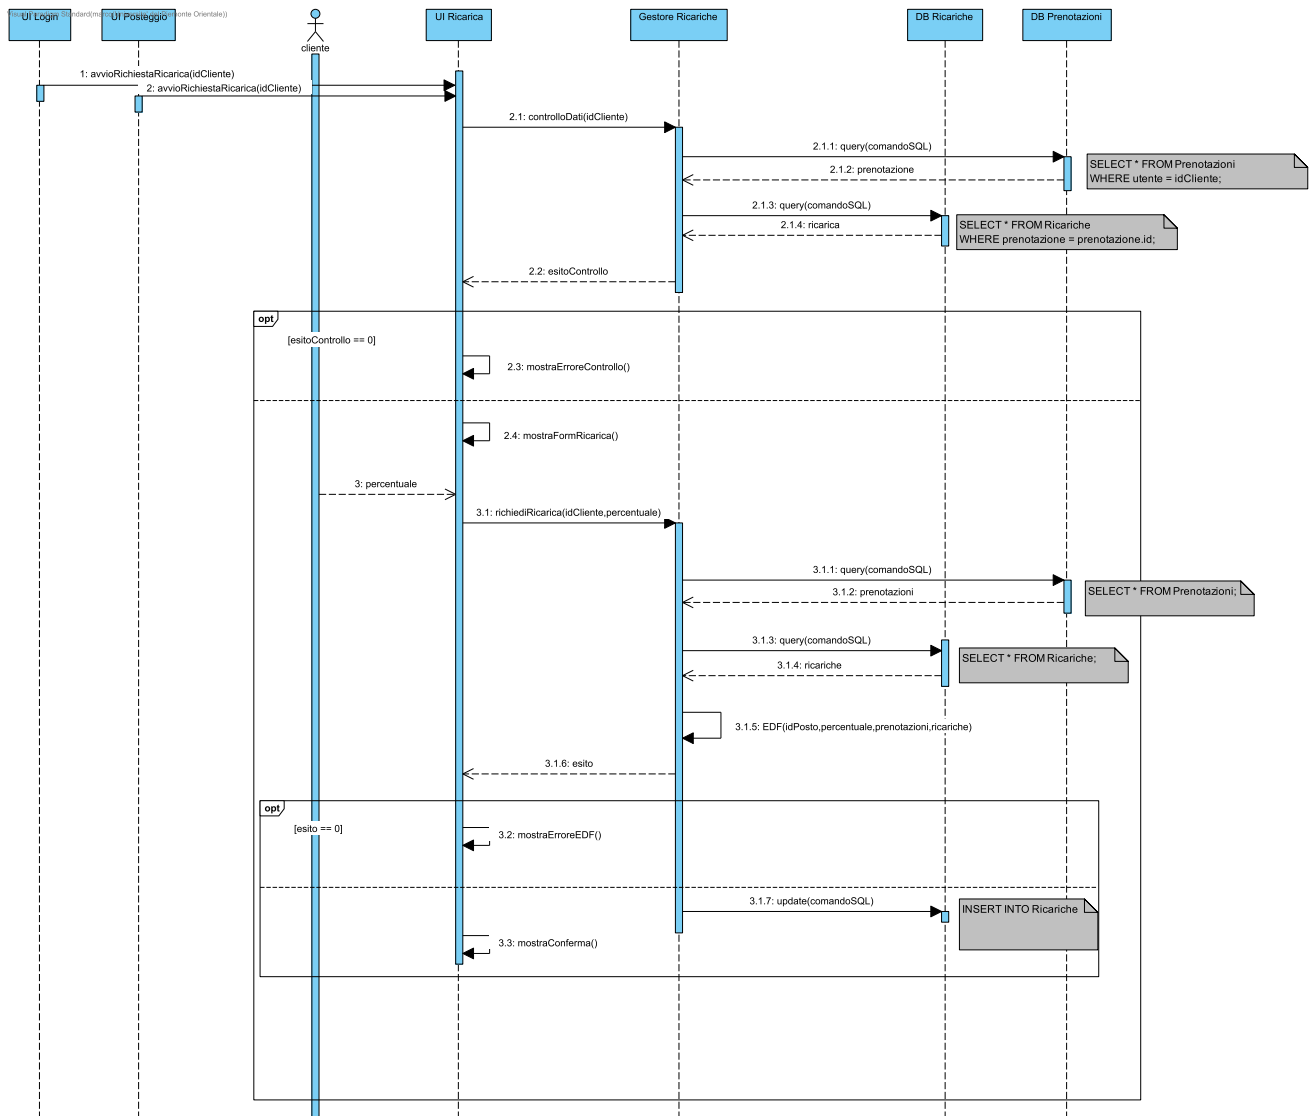 UI Login
UI Posteggio
cliente
UI Ricarica
Gestore Ricariche
DB Ricariche
DB Prenotazioni
1: avvioRichiestaRicarica(idCliente)
2: avvioRichiestaRicarica(idCliente)
2.1: controlloDati(idCliente)
2.1.1: query(comandoSQL)
SELECT * FROM Prenotazioni
WHERE utente = idCliente;
2.1.2: prenotazione
2.1.3: query(comandoSQL)
SELECT * FROM Ricariche
WHERE prenotazione = prenotazione.id;
2.1.4: ricarica
2.2: esitoControllo
opt
[esitoControllo == 0]
2.3: mostraErroreControllo()
2.4: mostraFormRicarica()
3: percentuale
3.1: richiediRicarica(idCliente,percentuale)
3.1.1: query(comandoSQL)
SELECT * FROM Prenotazioni;
3.1.2: prenotazioni
3.1.3: query(comandoSQL)
SELECT * FROM Ricariche;
3.1.4: ricariche
3.1.5: EDF(idPosto,percentuale,prenotazioni,ricariche)
3.1.6: esito
opt
[esito == 0]
3.2: mostraErroreEDF()
3.1.7: update(comandoSQL)
INSERT INTO Ricariche
3.3: mostraConferma()